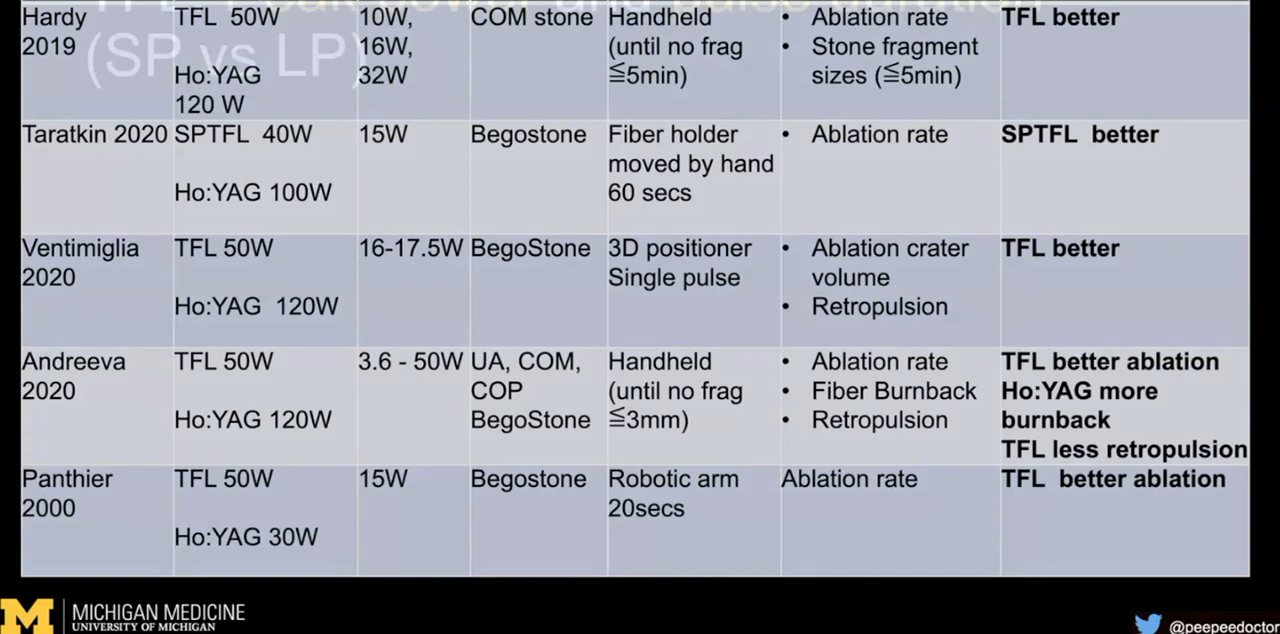 (SP vs LP)
Hardy 2019 TFL 50W Ho:YAG 120 W 10W, 16W, 32W COM stone Handheld (until no frag ≦5min) • Ablation rate • Stone fragment sizes (≦5min) TFL better
Taratkin 2020 SPTFL 40W Ho:YAG 100W 15W Begostone Fiber holder moved by hand 60 secs • Ablation rate SPTFL better
Ventimiglia 2020 TFL 50W Ho:YAG 120W 16-17.5W BegoStone 3D positioner Single pulse • Ablation crater volume • Retropulsion TFL better
Andreeva 2020 TFL 50W Ho:YAG 120W 3.6 - 50W UA, COM, COP BegoStone Handheld (until no frag ≦3mm) • Ablation rate • Fiber Burnback • Retropulsion TFL better ablation Ho:YAG more burnback TFL less retropulsion
Panthier 2000 TFL 50W Ho:YAG 30W 15W Begostone Robotic arm 20secs Ablation rate TFL better ablation
M MICHIGAN MEDICINE
UNIVERSITY OF MICHIGAN
@peepeedoctor